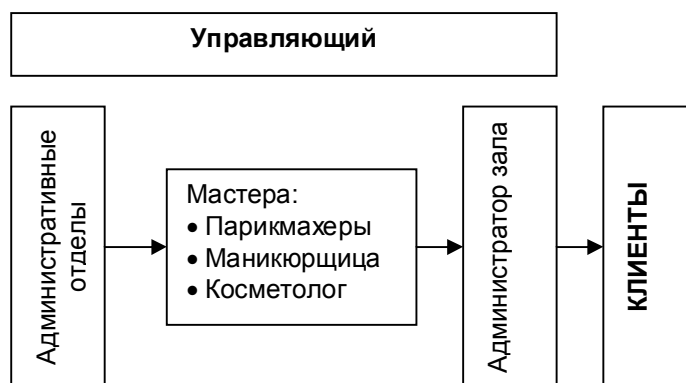 Управляющий
Административные
отделы
Мастера:
• Парикмахеры
• Маникюрщица
• Косметолог
Администратор зала
КЛИЕНТЫ